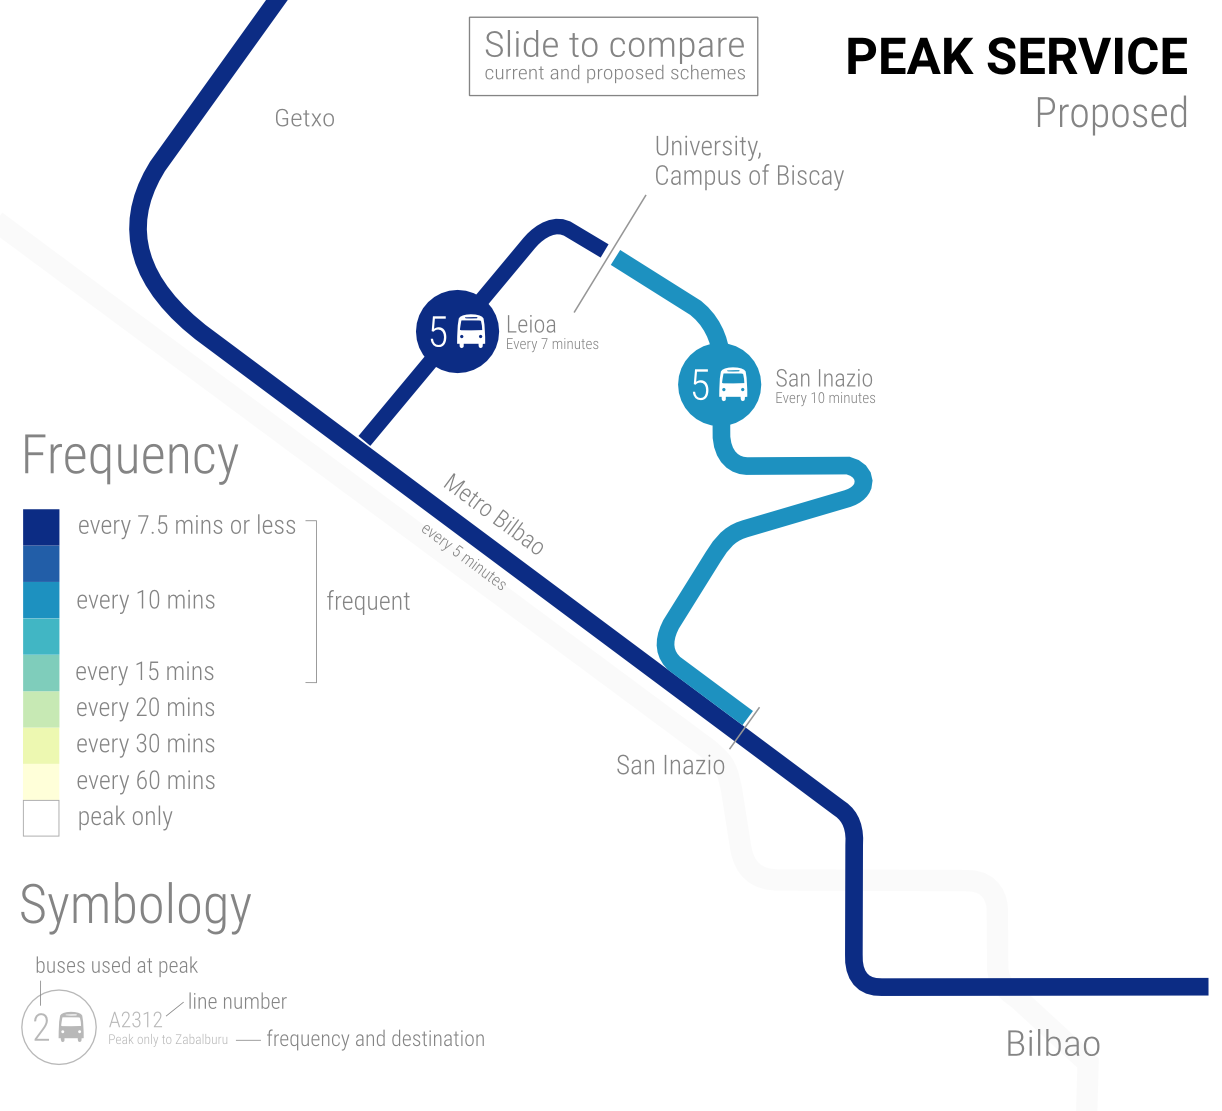 Slide to compare
current and proposed schemes
PEAK SERVICE
Proposed
Getxo
University,
Campus of Biscay
5
Leioa
Every 7 minutes
5
San Inazio
Every 10 minutes
Metro Bilbao
every 5 minutes
San Inazio
Bilbao
Frequency
every 7.5 mins or less
every 10 mins
frequent
every 15 mins
every 20 mins
every 30 mins
every 60 mins
peak only
Symbology
buses used at peak
line number
2
A2312
Peak only to Zabalburu
frequency and destination